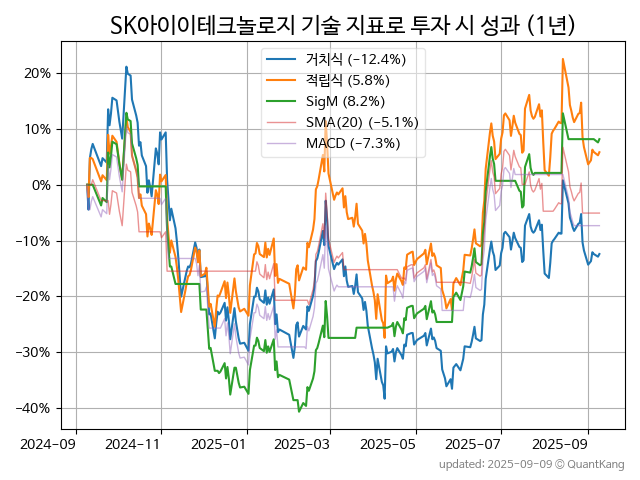 SK아이이테크놀로지 기술 지표로 투자 시 성과 (1년)
거치식 (−12.4%)
적립식 (5.8%)
SigM (8.2%)
SMA(20) (−5.1%)
MACD (−7.3%)
20%
10%
0%
−10%
−20%
−30%
−40%
2024-09
2024-11
2025-01
2025-03
2025-05
2025-07
2025-09
updated: 2025-09-09 ⓒ QuantKang